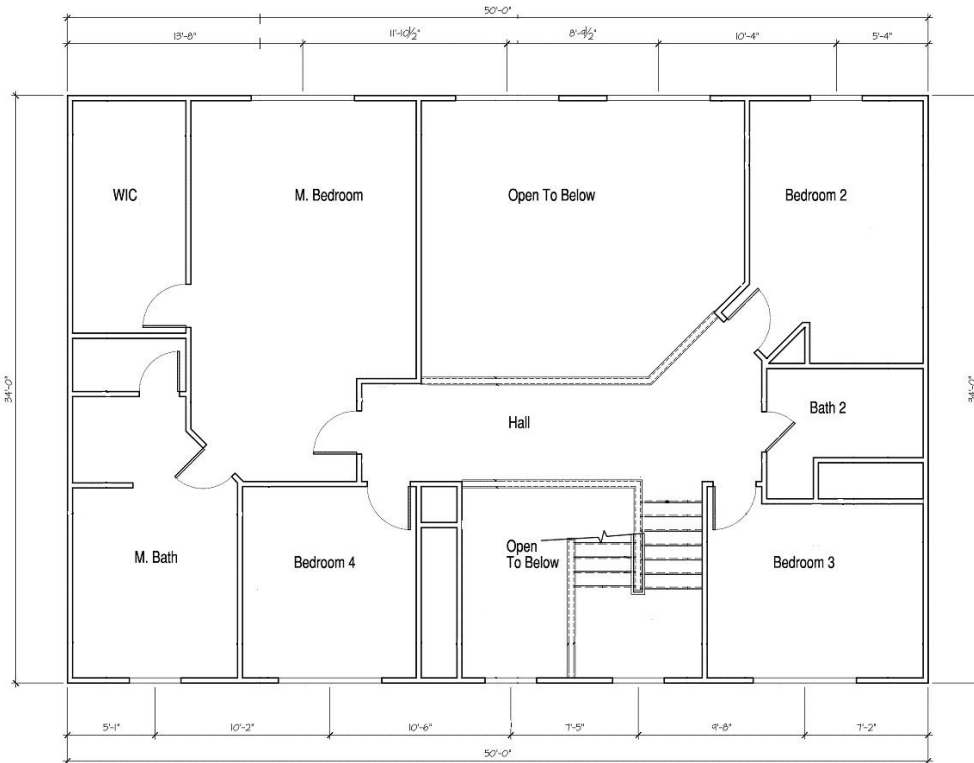 50'-0"
13'-8" 11'-10½" 8'-9½" 10'-4" 5'-4"
WIC M. Bedroom Open To Below Bedroom 2
34'-0" 34'-0"
Hall Bath 2
M. Bath Bedroom 4 Open
To Below Bedroom 3
5'-1" 10'-2" 10'-6" 7'-5" 9'-8" 7'-2"
50'-0"